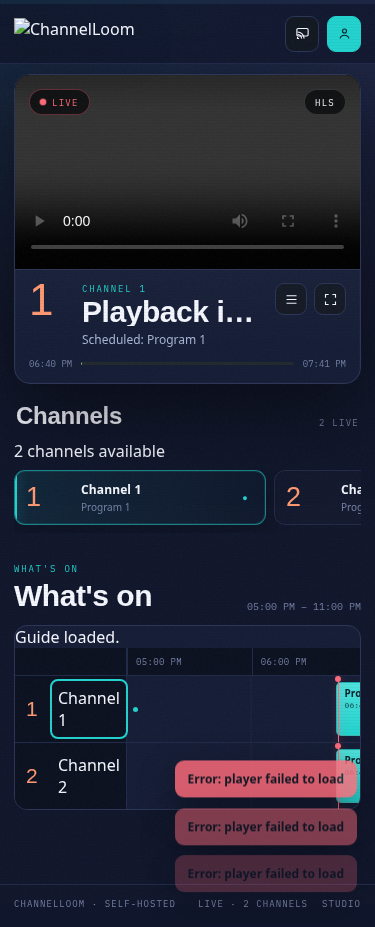 ChannelLoom
LIVE
HLS
0:00
1
CHANNEL 1
Playback i…
Scheduled: Program 1
06:40 PM
07:41 PM
Channels
2 LIVE
2 channels available
1
Channel 1
Program 1
2
Cha
Prog
WHAT'S ON
What's on
05:00 PM – 11:00 PM
Guide loaded.
05:00 PM
06:00 PM
1
Channel 1
Pro
2
Channel 2
Pro
Error: player failed to load
Error: player failed to load
Error: player failed to load
CHANNELLOOM · SELF-HOSTED
LIVE · 2 CHANNELS
STUDIO